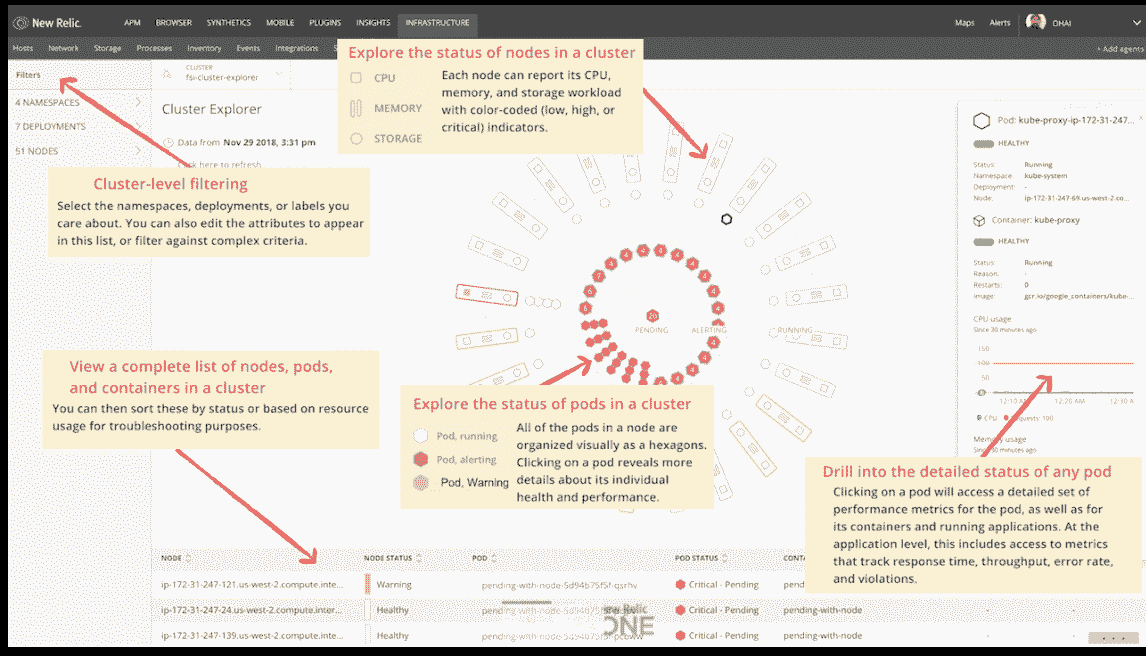 New Relic.
APM BROWSER SYNTHETICS MOBILE PLUGINS INSIGHTS INFRASTRUCTURE
Maps Alerts OHAI
Hosts Network Storage Processes Inventory Events Integrations S
+ Add agents
Filters
4 NAMESPACES
7 DEPLOYMENTS
51 NODES
CLUSTER
fsi-cluster-explorer
Cluster Explorer
Data from Nov 29 2018, 3:31 pm
Click here to refresh
Explore the status of nodes in a cluster
CPU
MEMORY
STORAGE
Each node can report its CPU,
memory, and storage workload
with color-coded (low, high, or
critical) indicators.
Cluster-level filtering
Select the namespaces, deployments, or labels you
care about. You can also edit the attributes to appear
in this list, or filter against complex criteria.
PENDING
ALERTING
RUNNING
20
Pod: kube-proxy-ip-172-31-247...
HEALTHY
Status: Running
Namespace kube-system
Deployment: -
Node: ip-172-31-247-69.us-west-2.co...
Container: kube-proxy
HEALTHY
Status: Running
Reason: -
Restarts: 0
Image: gcr.io/google_containers/kube-...
CPU usage
Since 30 minutes ago
150
100
50
12:10 AM
12:20 AM
12:30 A
CPU
Requests: 100
Memory usage
Since 30 minutes ago
View a complete list of nodes, pods,
and containers in a cluster
You can then sort these by status or based on resource
usage for troubleshooting purposes.
Explore the status of pods in a cluster
Pod, running
Pod, alerting
Pod, Warning
All of the pods in a node are
organized visually as a hexagons.
Clicking on a pod reveals more
details about its individual
health and performance.
Drill into the detailed status of any pod
Clicking on a pod will access a detailed set of
performance metrics for the pod, as well as for
its containers and running applications. At the
application level, this includes access to metrics
that track response time, throughput, error rate,
and violations.
NODE NODE STATUS POD POD STATUS CONTA
ip-172-31-247-121.us-west-2.compute.inte... Warning pending-with-node-5d94b75f5f-qsrhv Critical - Pending pend
ip-172-31-247-24.us-west-2.compute.inter... Healthy Critical - Pending pending-with-node
ip-172-31-247-139.us-west-2.compute.inte... Healthy Critical - Pending pending-with-node
New Relic
ONE